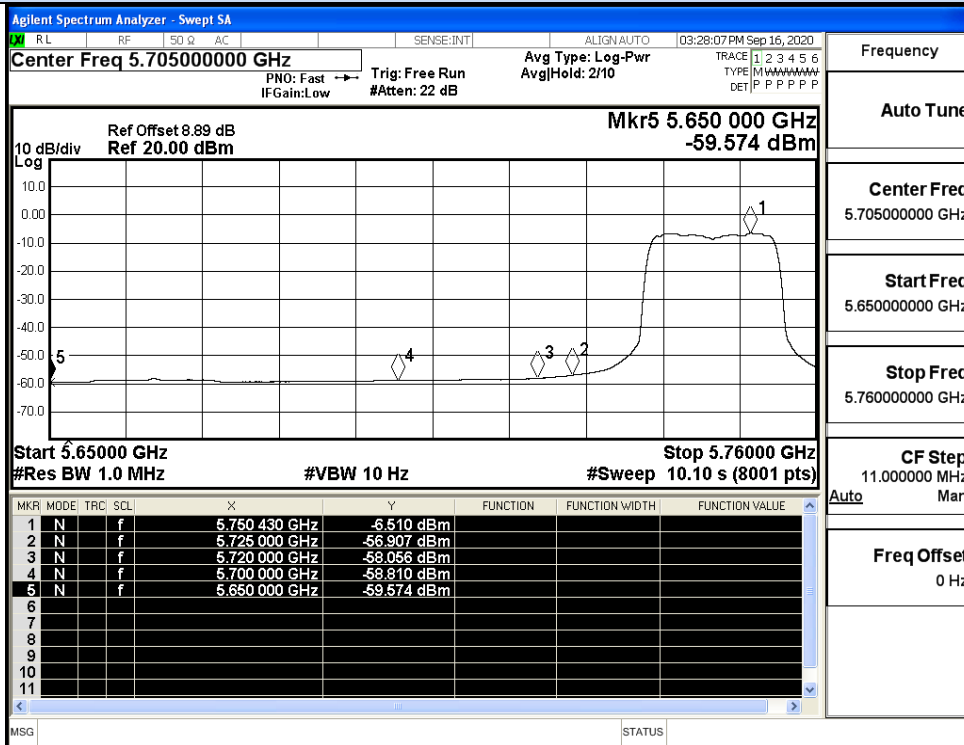 Agilent Spectrum Analyzer - Swept SA
LXI RL RF 50 Ω AC SENSE:INT ALIGN AUTO 03:28:07 PM Sep 16, 2020
Center Freq 5.705000000 GHz
PNO: Fast
IFGain:Low
Trig: Free Run
#Atten: 22 dB
Avg Type: Log-Pwr
Avg|Hold: 2/10
TRACE 1 2 3 4 5 6
TYPE M WWWWW
DET P P P P P P
Ref Offset 8.89 dB
10 dB/div Ref 20.00 dBm
Log
Mkr5 5.650 000 GHz
-59.574 dBm
10.0
0.00
-10.0
-20.0
-30.0
-40.0
-50.0
-60.0
-70.0
5
4
3
2
1
Start 5.65000 GHz Stop 5.76000 GHz
#Res BW 1.0 MHz #VBW 10 Hz #Sweep 10.10 s (8001 pts)
MKR MODE TRC SCL X Y FUNCTION FUNCTION WIDTH FUNCTION VALUE
1 N f 5.750 430 GHz -6.510 dBm
2 N f 5.725 000 GHz -56.907 dBm
3 N f 5.720 000 GHz -58.056 dBm
4 N f 5.700 000 GHz -58.810 dBm
5 N f 5.650 000 GHz -59.574 dBm
6
7
8
9
10
11
MSG STATUS
Frequency
Auto Tune
Center Freq
5.705000000 GHz
Start Freq
5.650000000 GHz
Stop Freq
5.760000000 GHz
CF Step
11.000000 MHz
Auto Man
Freq Offset
0 Hz